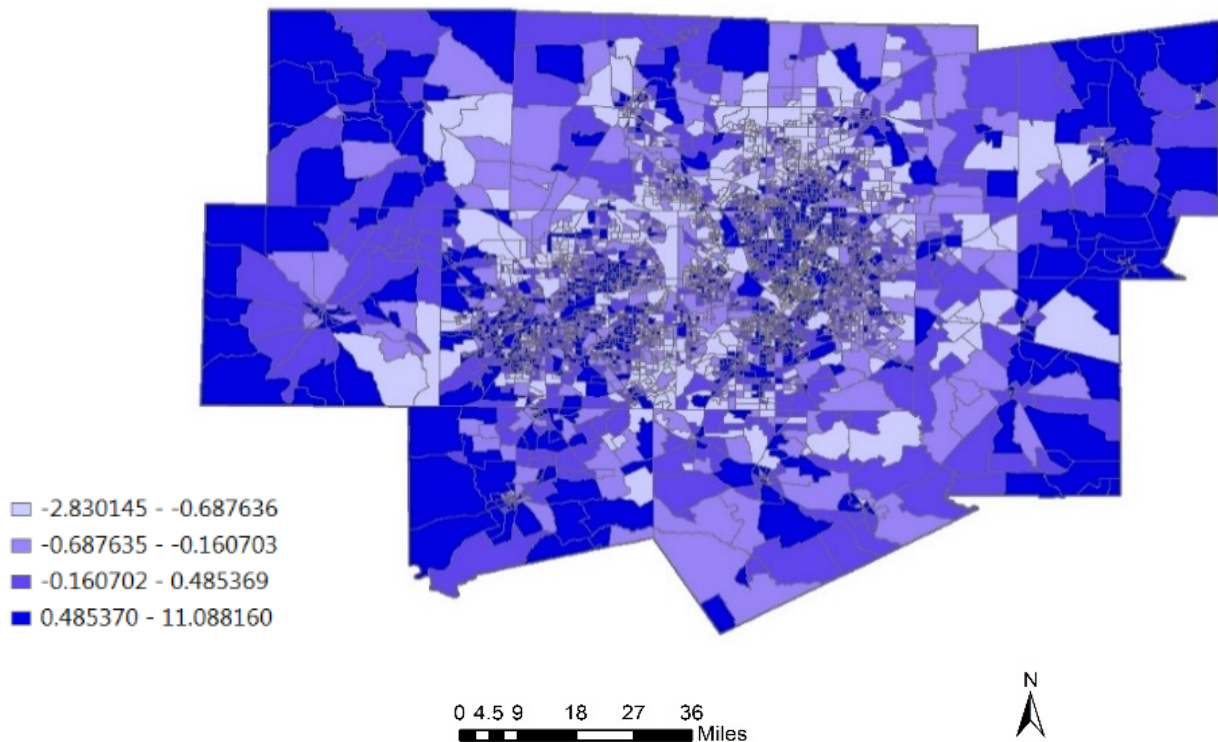 -2.830145 - -0.687636
-0.687635 - -0.160703
-0.160702 - 0.485369
0.485370 - 11.088160
0 4.5 9 18 27 36
Miles
N